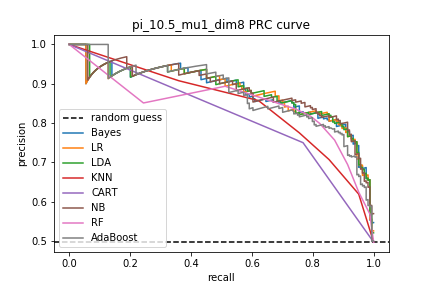 pi_10.5_mu1_dim8 PRC curve
1.0
0.9
0.8
0.7
0.6
0.5
precision
random guess
Bayes
LR
LDA
KNN
CART
NB
RF
AdaBoost
0.0
0.2
0.4
0.6
0.8
1.0
recall